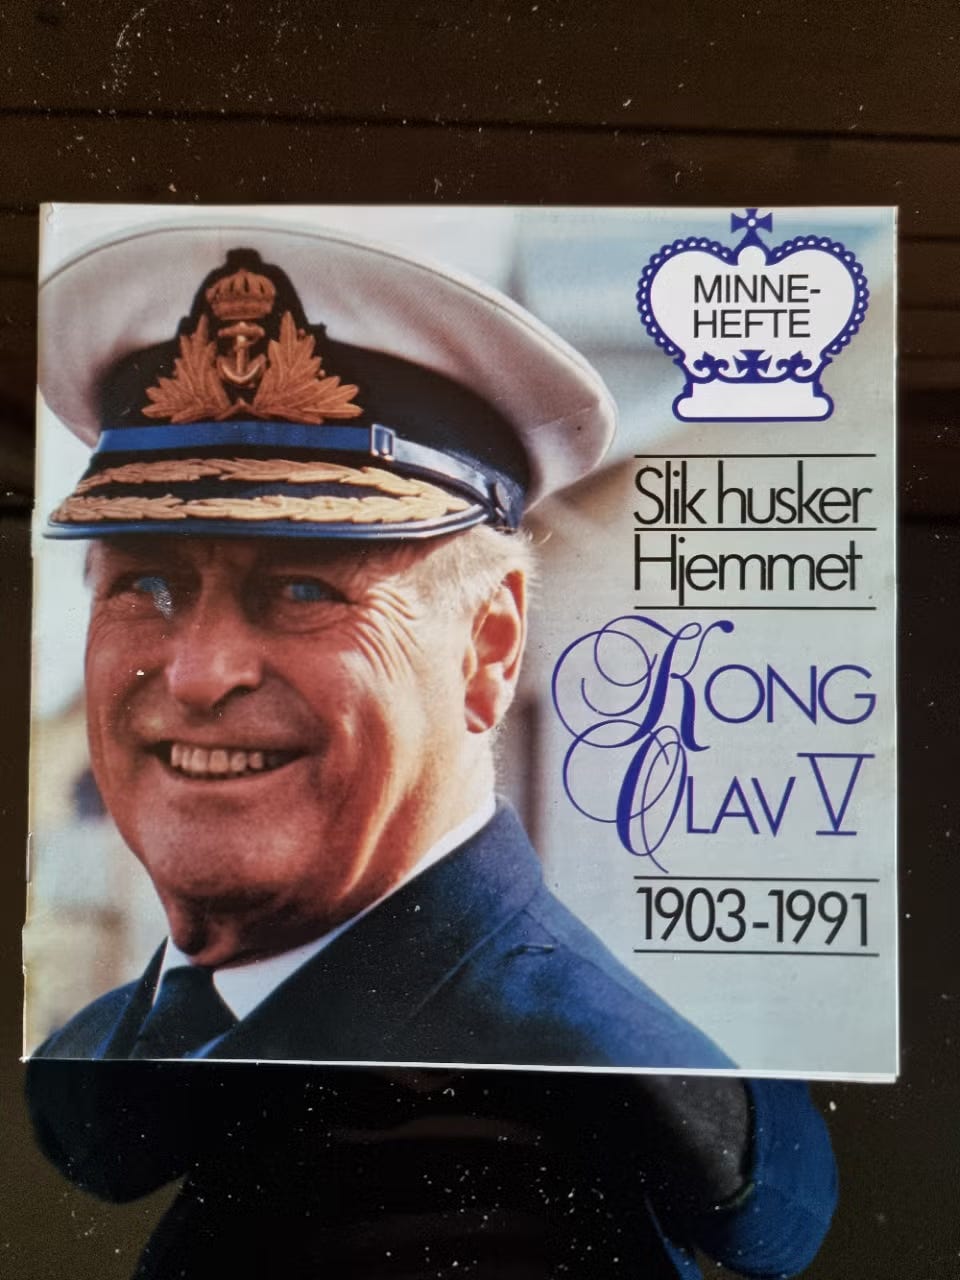 MINNE-
HEFTE
Slik husker
Hjemmet
KONG
OLAV V
1903-1991